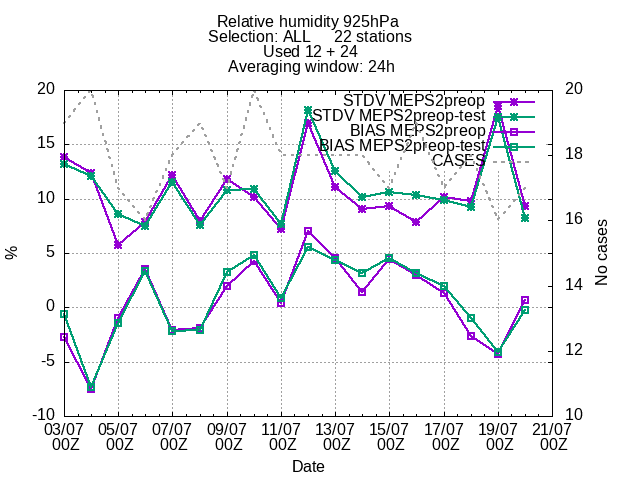 Relative humidity 925hPa
Selection: ALL 22 stations
Used 12 + 24
Averaging window: 24h
20
15
10
5
0
-5
-10
%
STDV MEPS2preop
STDV MEPS2preop-test
BIAS MEPS2preop
BIAS MEPS2preop-test
CASES
20
18
16
14
12
10
No cases
03/07 05/07 07/07 09/07 11/07 13/07 15/07 17/07 19/07 21/07
00Z 00Z 00Z 00Z 00Z 00Z 00Z 00Z 00Z 00Z
Date